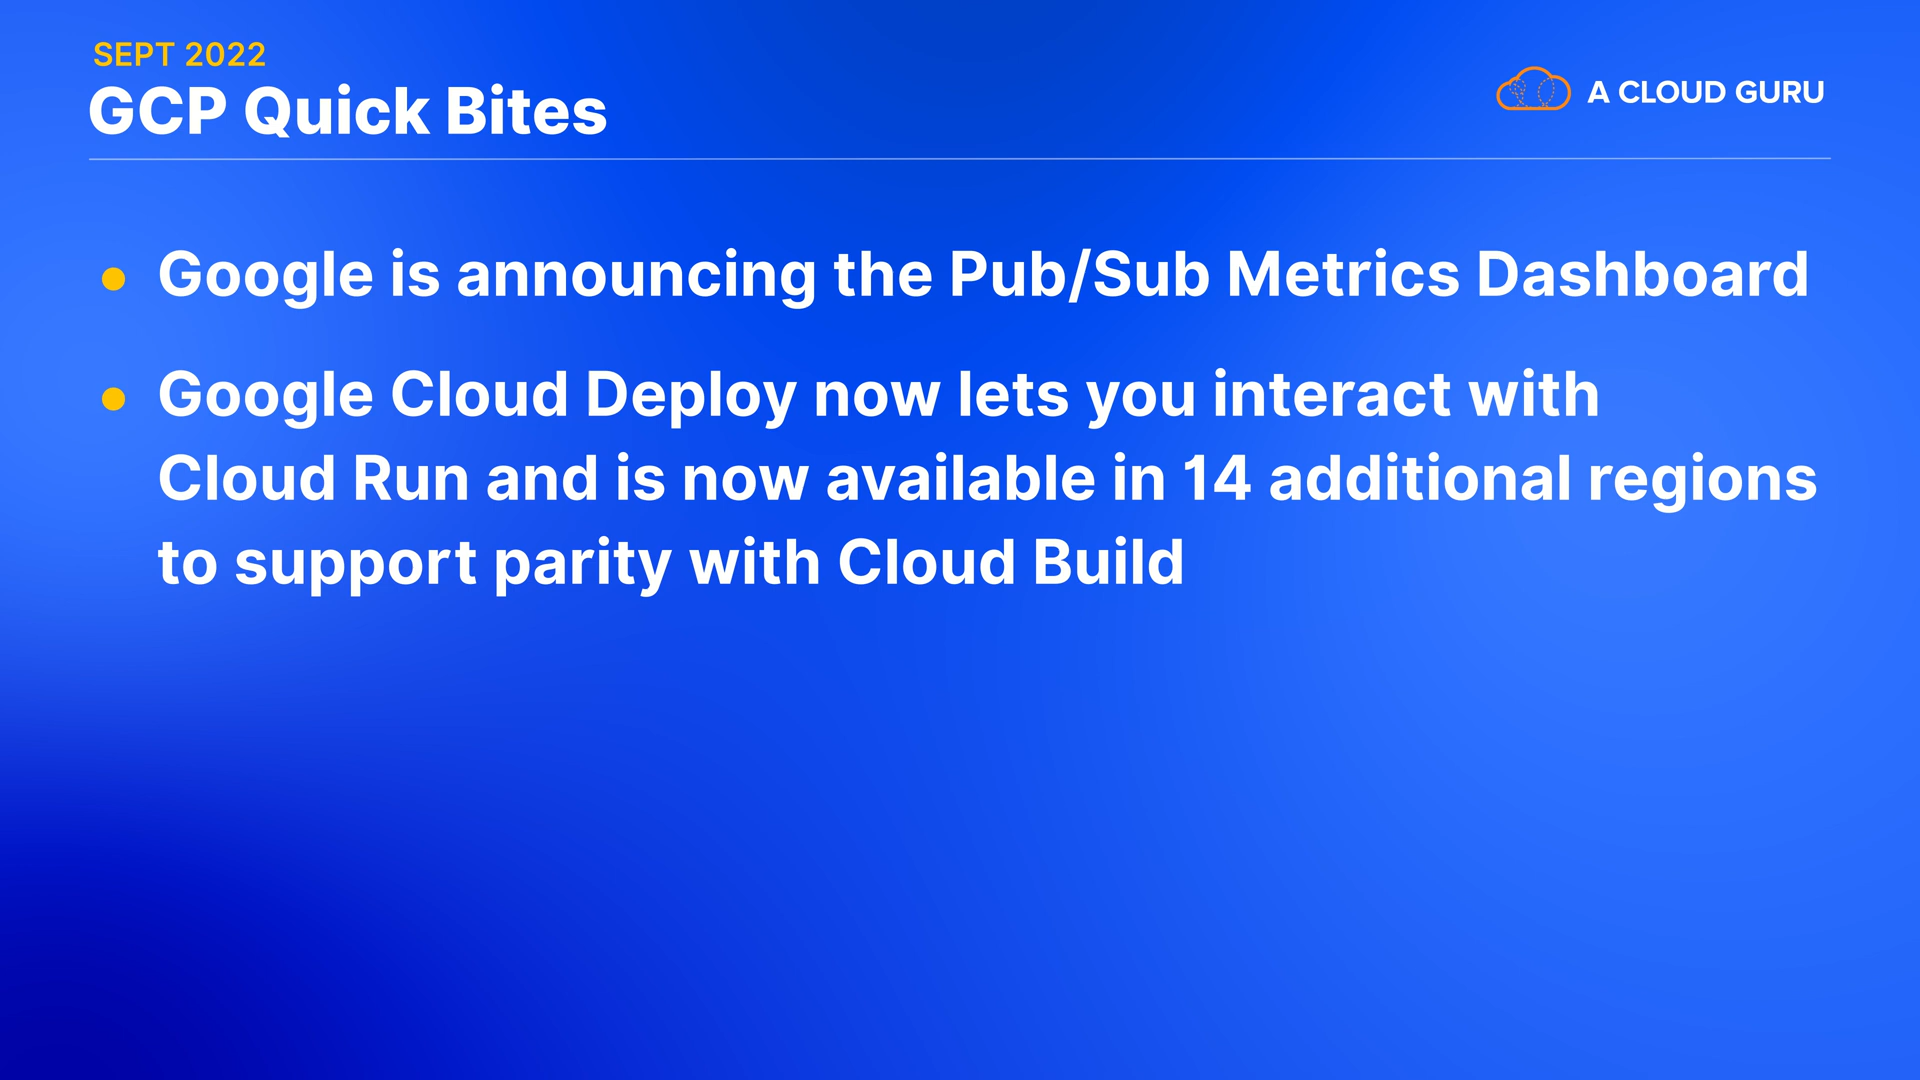 SEPT 2022
GCP Quick Bites
A CLOUD GURU
Google is announcing the Pub/Sub Metrics Dashboard
Google Cloud Deploy now lets you interact with
Cloud Run and is now available in 14 additional regions
to support parity with Cloud Build